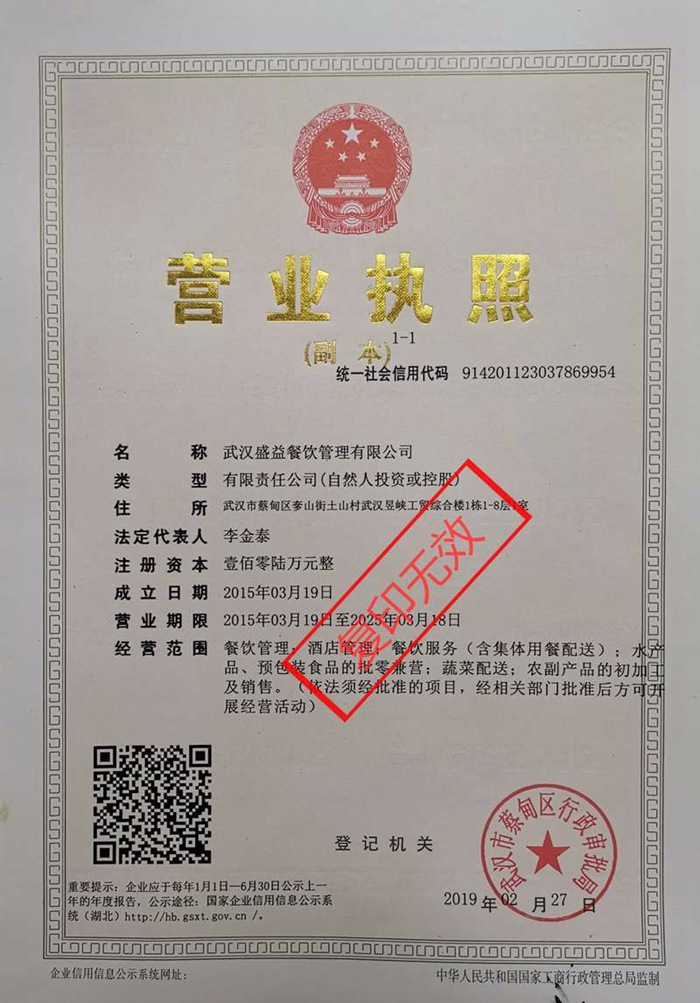 营业执照
(副本)
1-1
统一社会信用代码 914201123037869954
名称 武汉盛益餐饮管理有限公司
类型 有限责任公司(自然人投资或控股)
住所 武汉市蔡甸区奓山街土山村武汉昱峡工贸综合楼1栋1-8层1室
法定代表人 李金泰
注册资本 壹佰零陆万元整
成立日期 2015年03月19日
营业期限 2015年03月19日至2025年03月18日
经营范围 餐饮管理；酒店管理；餐饮服务（含集体用餐配送）；水产
品、预包装食品的批零兼营；蔬菜配送；农副产品的初加工
及销售。（依法须经批准的项目，经相关部门批准后方可开
展经营活动）
复印无效
登记机关
武汉市蔡甸区行政审批局
2019年02月27日
重要提示：企业应于每年1月1日—6月30日公示上一
年的年度报告，公示途径：国家企业信用信息公示系
统（湖北）http://hb.gsxt.gov.cn /。
企业信用信息公示系统网址：
中华人民共和国国家工商行政管理总局监制